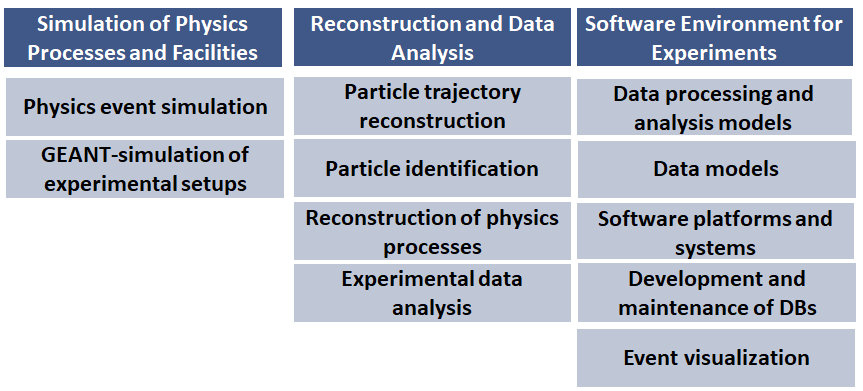 Simulation of Physics
Processes and Facilities
Physics event simulation
GEANT-simulation of
experimental setups
Reconstruction and Data
Analysis
Particle trajectory
reconstruction
Particle identification
Reconstruction of physics
processes
Experimental data
analysis
Software Environment for
Experiments
Data processing and
analysis models
Data models
Software platforms and
systems
Development and
maintenance of DBs
Event visualization